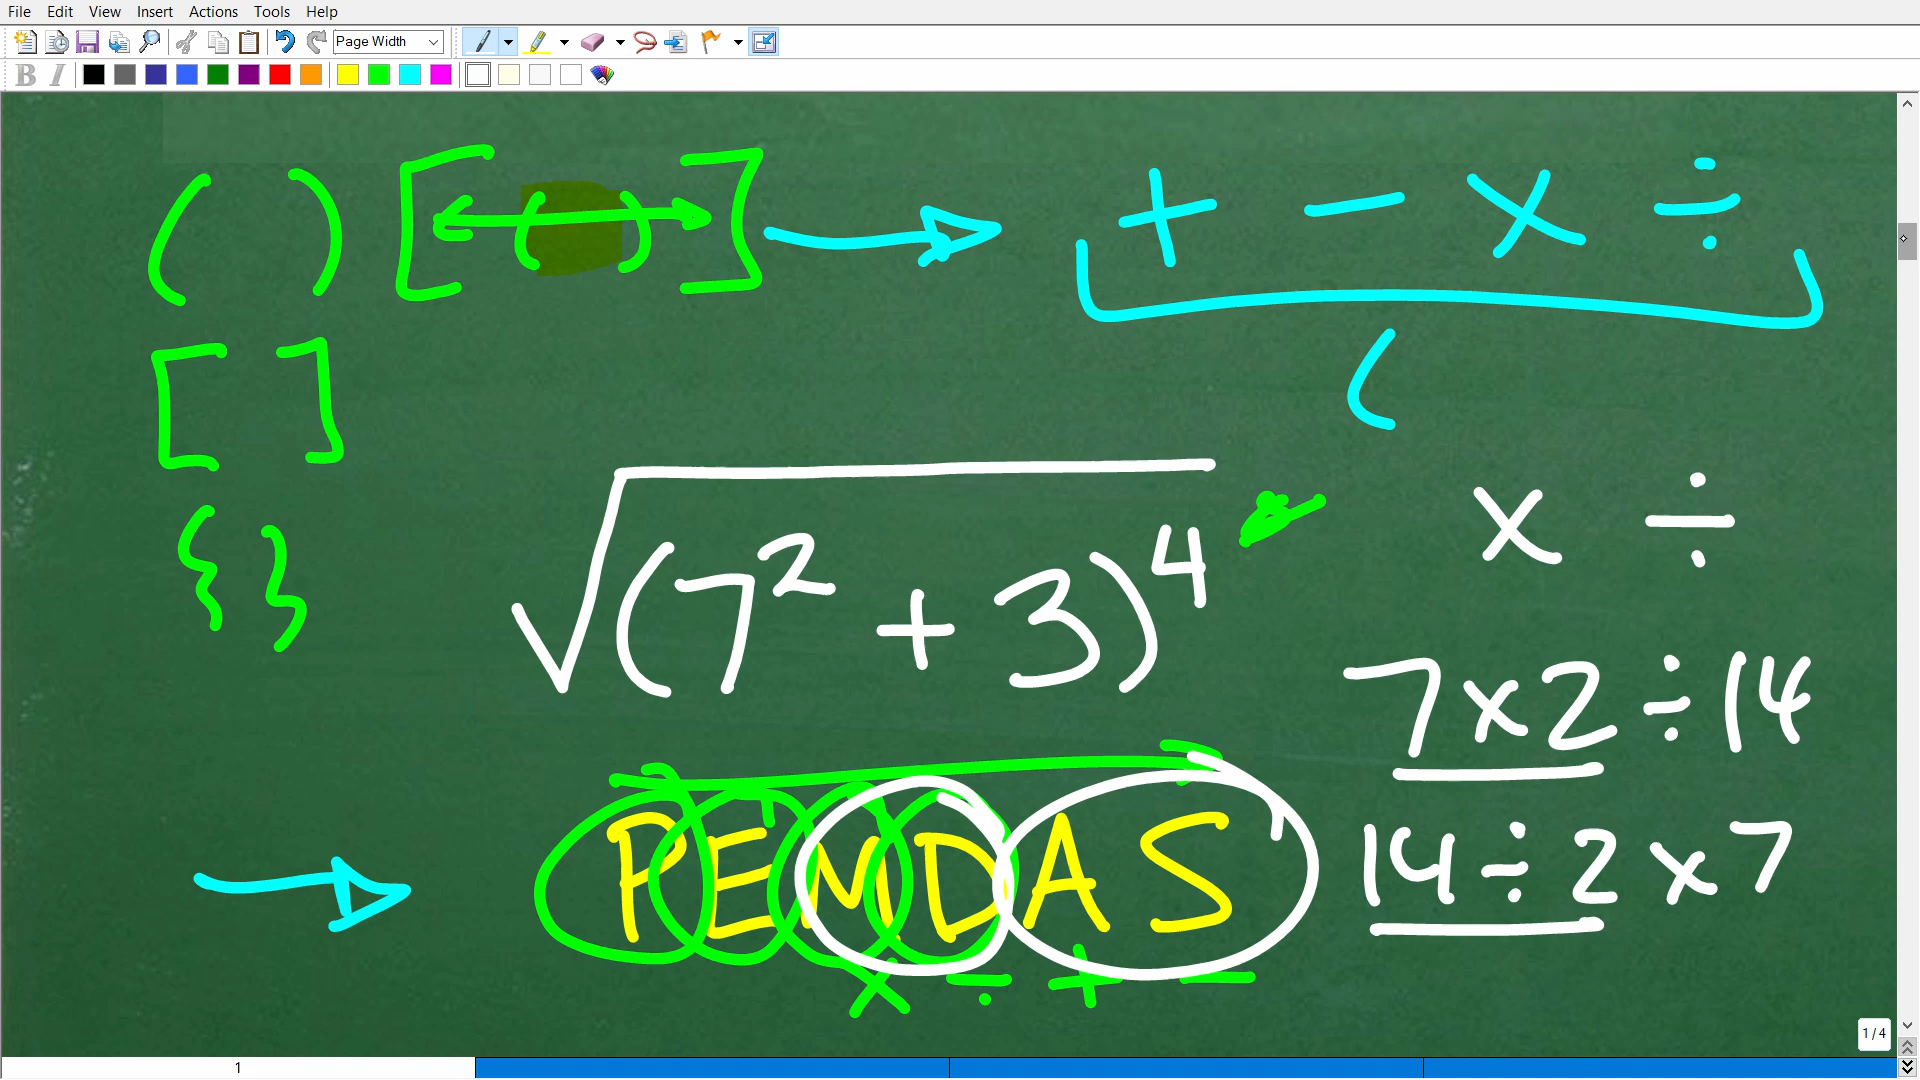 File Edit View Insert Actions Tools Help
Page Width
B I
( ) [ ( ) ] + − × ÷
[ ] (
{ }
√(7² + 3)⁴ × ÷
7 × 2 ÷ 14
PEMDAS 14 ÷ 2 × 7
× ÷ + −
1 / 4
1